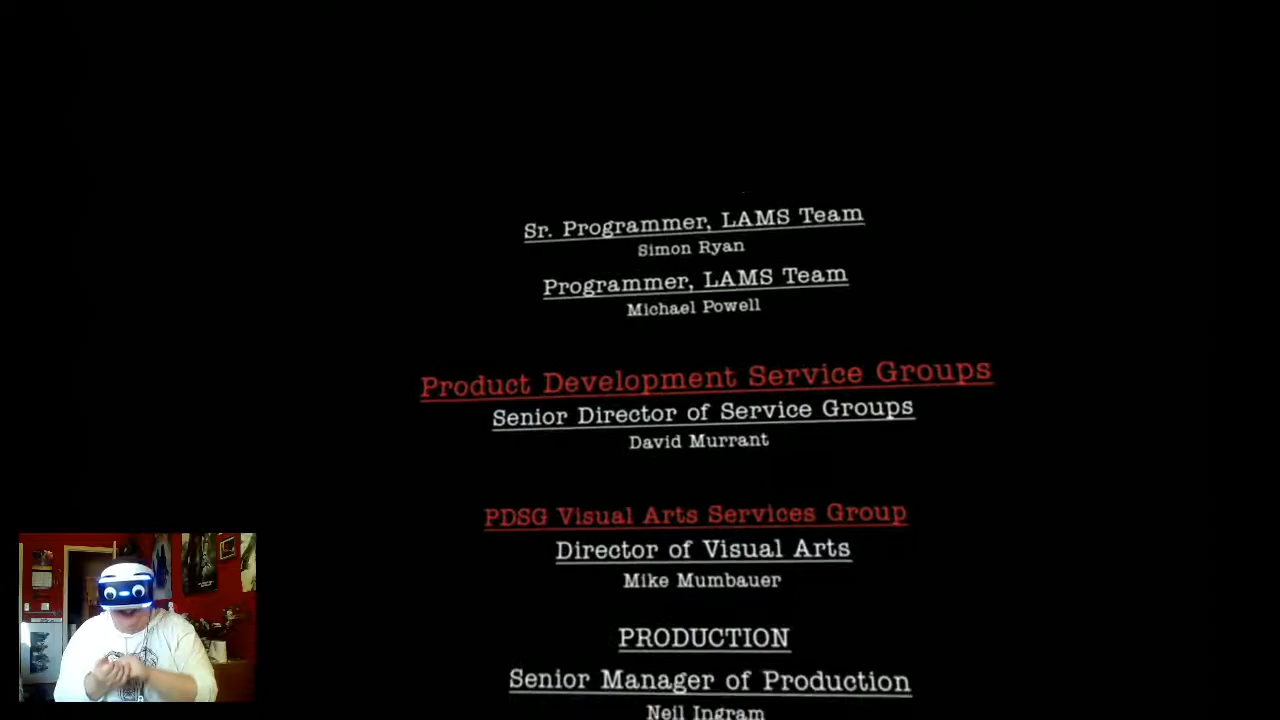 Sr. Programmer, LAMS Team
Simon Ryan
Programmer, LAMS Team
Michael Powell
Product Development Service Groups
Senior Director of Service Groups
David Murrant
PDSG Visual Arts Services Group
Director of Visual Arts
Mike Mumbauer
PRODUCTION
Senior Manager of Production
Neil Ingram